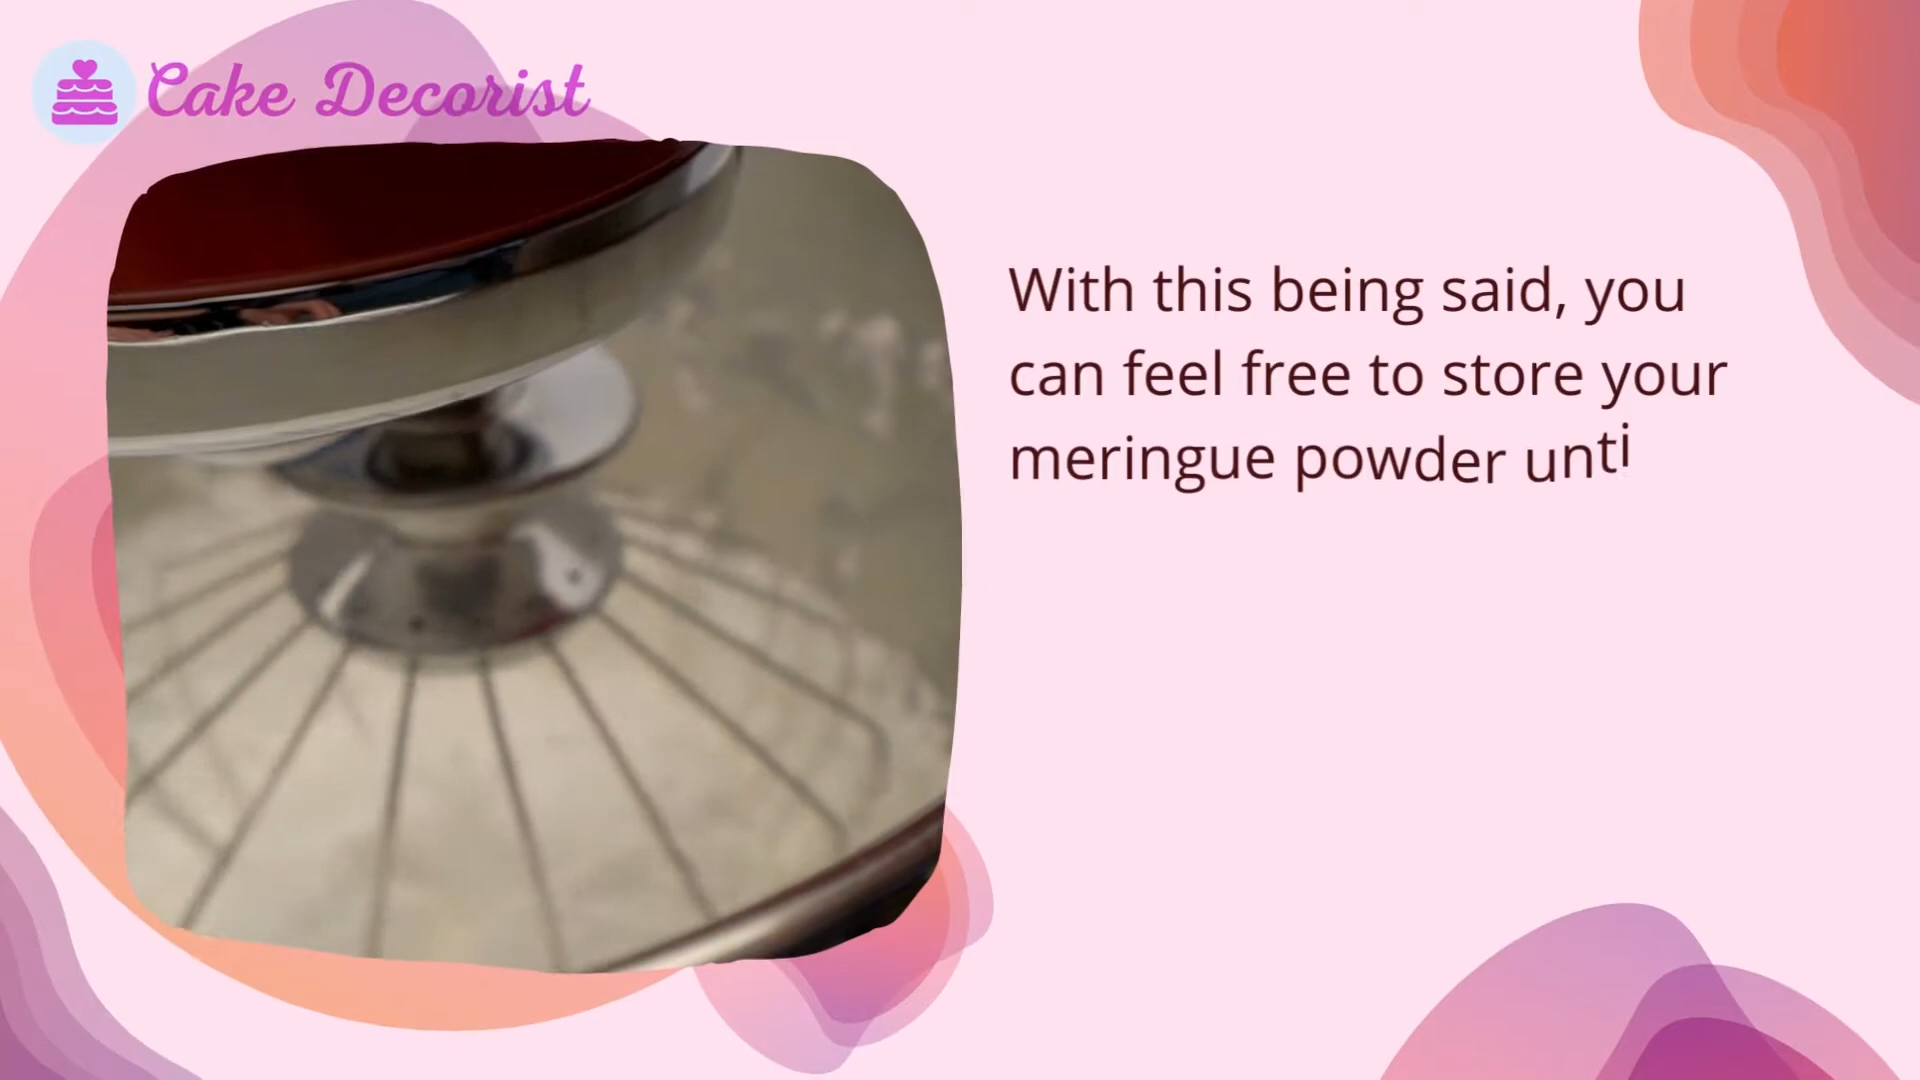 Cake Decorist
With this being said, you
can feel free to store your
meringue powder unti